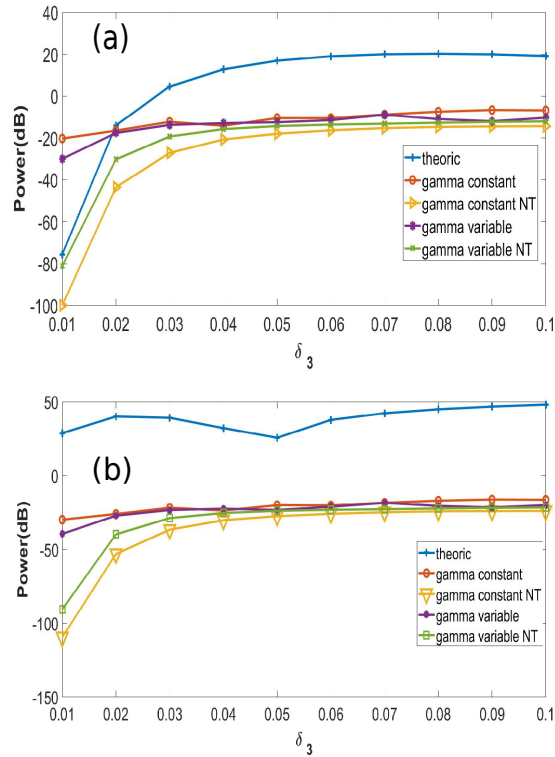 (a)
Power(dB)
40
20
0
-20
-40
-60
-80
-100
theoric
gamma constant
gamma constant NT
gamma variable
gamma variable NT
0.01 0.02 0.03 0.04 0.05 0.06 0.07 0.08 0.09 0.1
δ3
(b)
Power(dB)
50
0
-50
-100
-150
theoric
gamma constant
gamma constant NT
gamma variable
gamma variable NT
0.01 0.02 0.03 0.04 0.05 0.06 0.07 0.08 0.09 0.1
δ3